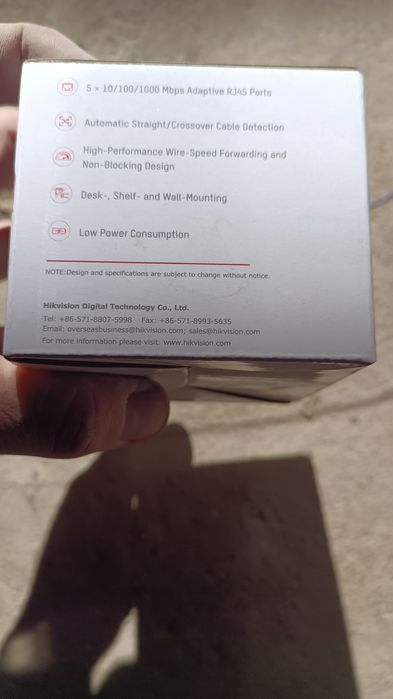 5 × 10/100/1000 Mbps Adaptive RJ45 Ports
Automatic Straight/Crossover Cable Detection
High-Performance Wire-Speed Forwarding and
Non-Blocking Design
Desk-, Shelf- and Wall-Mounting
Low Power Consumption
NOTE:Design and specifications are subject to change without notice.
Hikvision Digital Technology Co., Ltd.
Tel: +86-571-8807-5998 Fax: +86-571-8993-5635
Email: overseasbusiness@hikvision.com; sales@hikvision.com
For more information please visit: www.hikvision.com